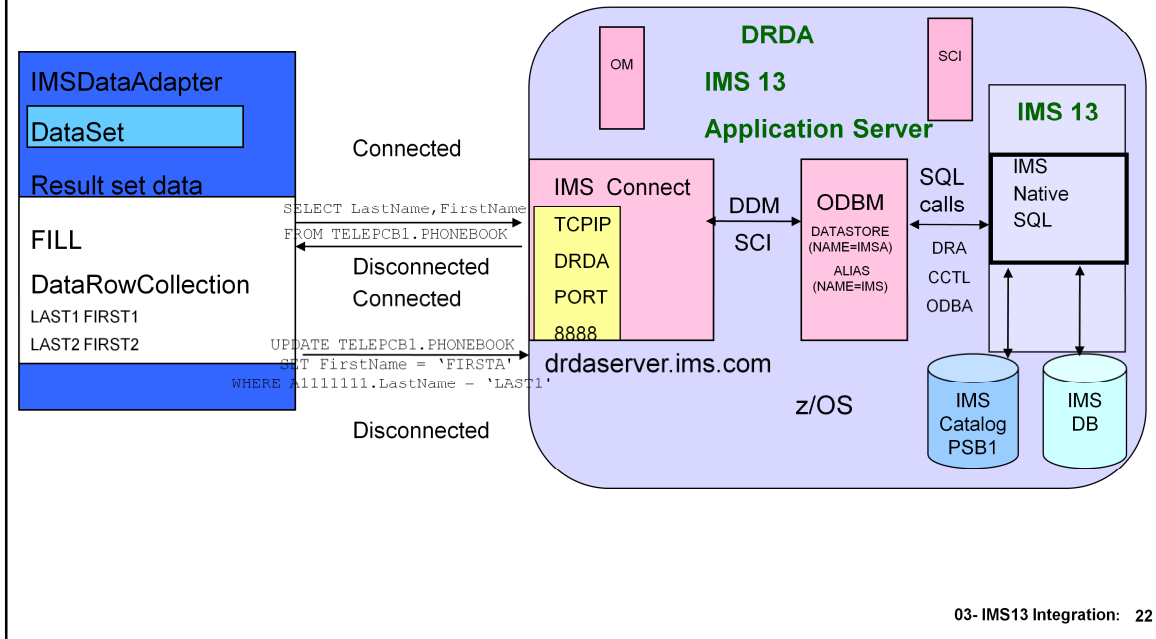 IMSDataAdapter
DataSet
Result set data
FILL
DataRowCollection
LAST1 FIRST1
LAST2 FIRST2
Connected
SELECT LastName,FirstName
FROM TELEPCB1.PHONEBOOK
Disconnected
Connected
UPDATE TELEPCB1.PHONEBOOK
SET FirstName = ‘FIRSTA'
WHERE A1111111.LastName = ‘LAST1'
Disconnected
DRDA
IMS 13
Application Server
OM
SCI
IMS Connect
TCPIP
DRDA
PORT
8888
drdaserver.ims.com
DDM
SCI
ODBM
DATASTORE
(NAME=IMSA)
ALIAS
(NAME=IMS)
SQL
calls
DRA
CCTL
ODBA
IMS 13
IMS
Native
SQL
z/OS
IMS
Catalog
PSB1
IMS
DB
03- IMS13 Integration: 22